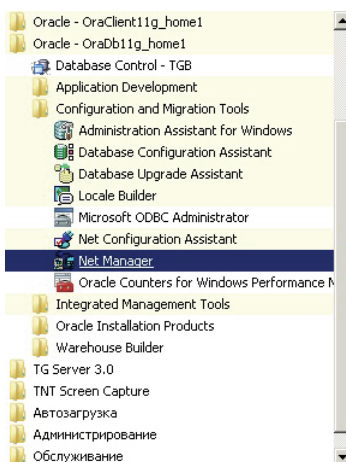 Oracle - OraClient11g_home1
Oracle - OraDb11g_home1
Database Control - TGB
Application Development
Configuration and Migration Tools
Administration Assistant for Windows
Database Configuration Assistant
Database Upgrade Assistant
Locale Builder
Microsoft ODBC Administrator
Net Configuration Assistant
Net Manager
Oracle Counters for Windows Performance M
Integrated Management Tools
Oracle Installation Products
Warehouse Builder
TG Server 3.0
TNT Screen Capture
Автозагрузка
Администрирование
Обслуживание